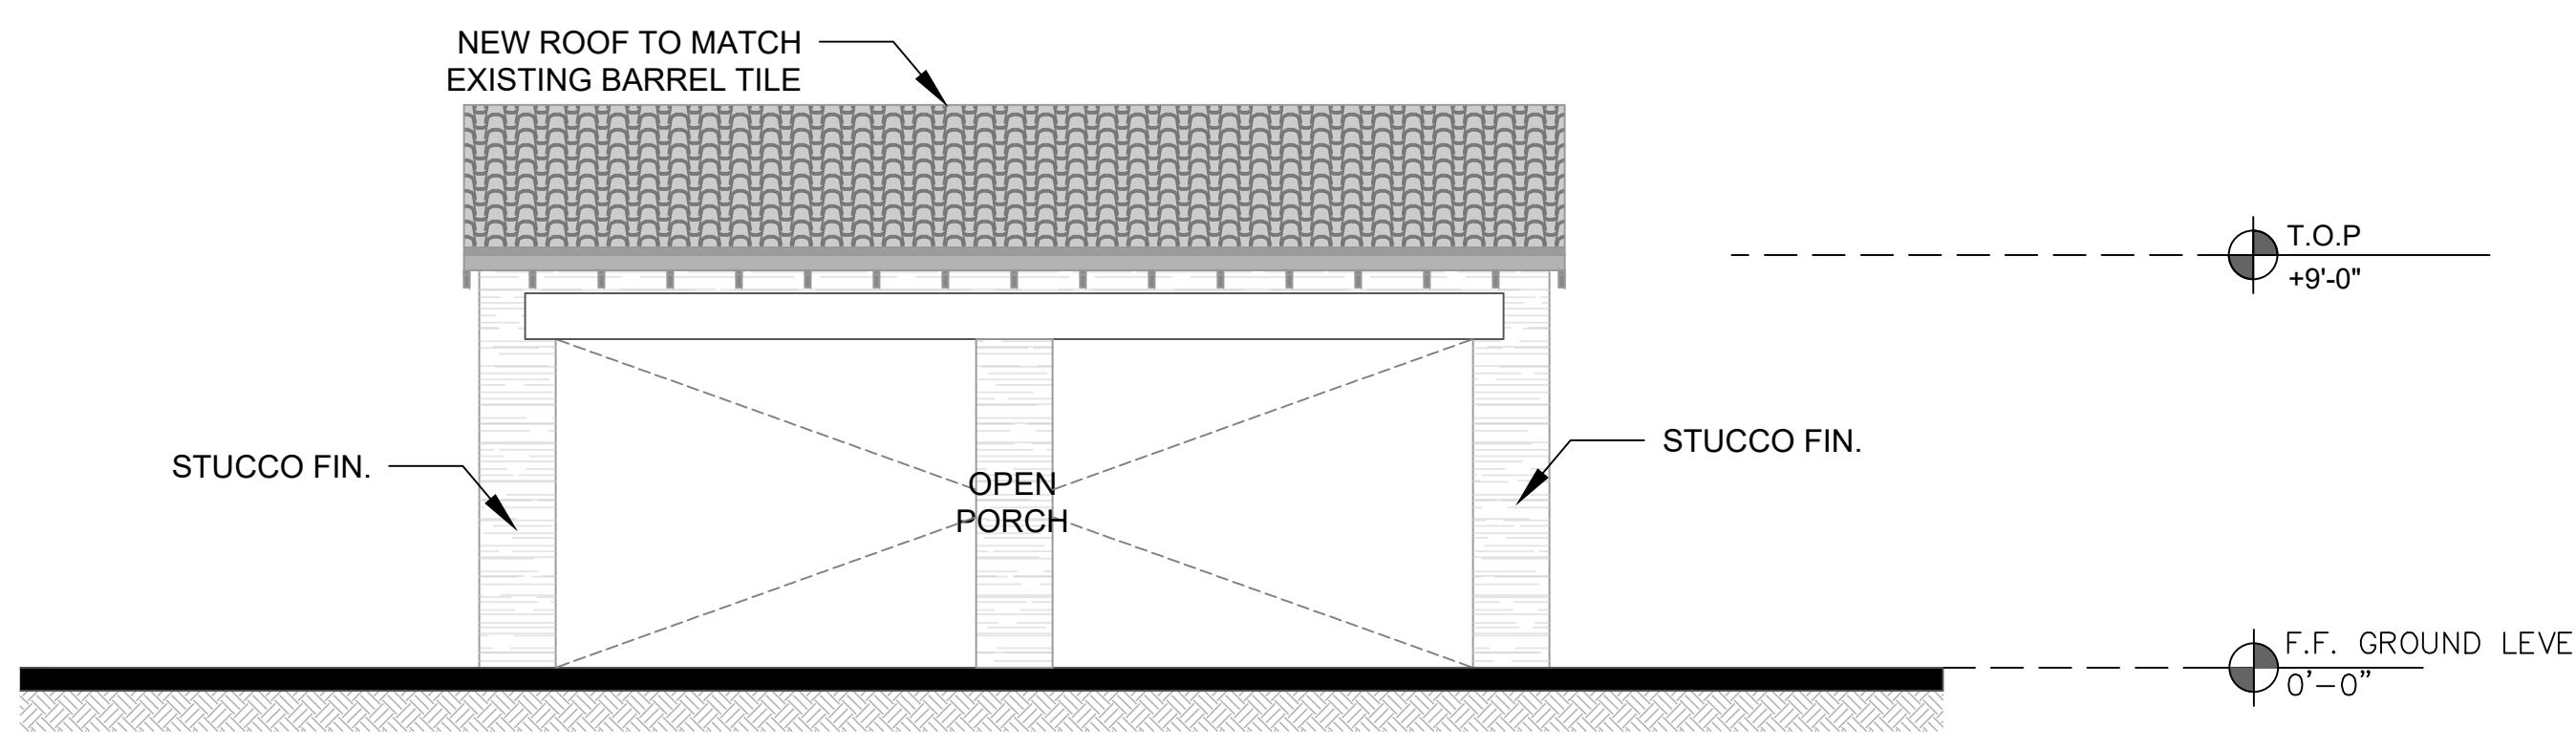 NEW ROOF TO MATCH
EXISTING BARREL TILE
T.O.P
+9'-0"
STUCCO FIN.
STUCCO FIN.
OPEN
PORCH
F.F. GROUND LEVE
0'-0"